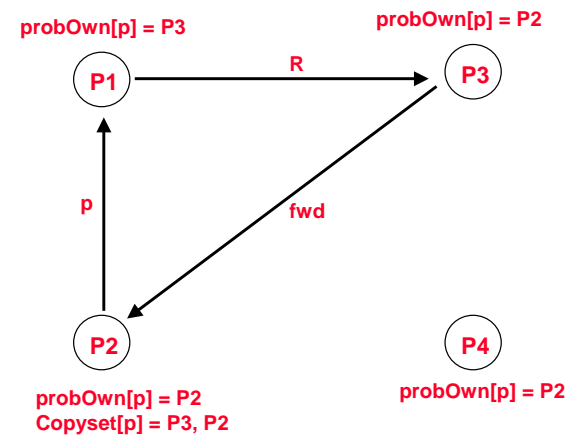 probOwn[p] = P3
probOwn[p] = P2
P1
R
P3
p
fwd
P2
P4
probOwn[p] = P2
Copyset[p] = P3, P2
probOwn[p] = P2